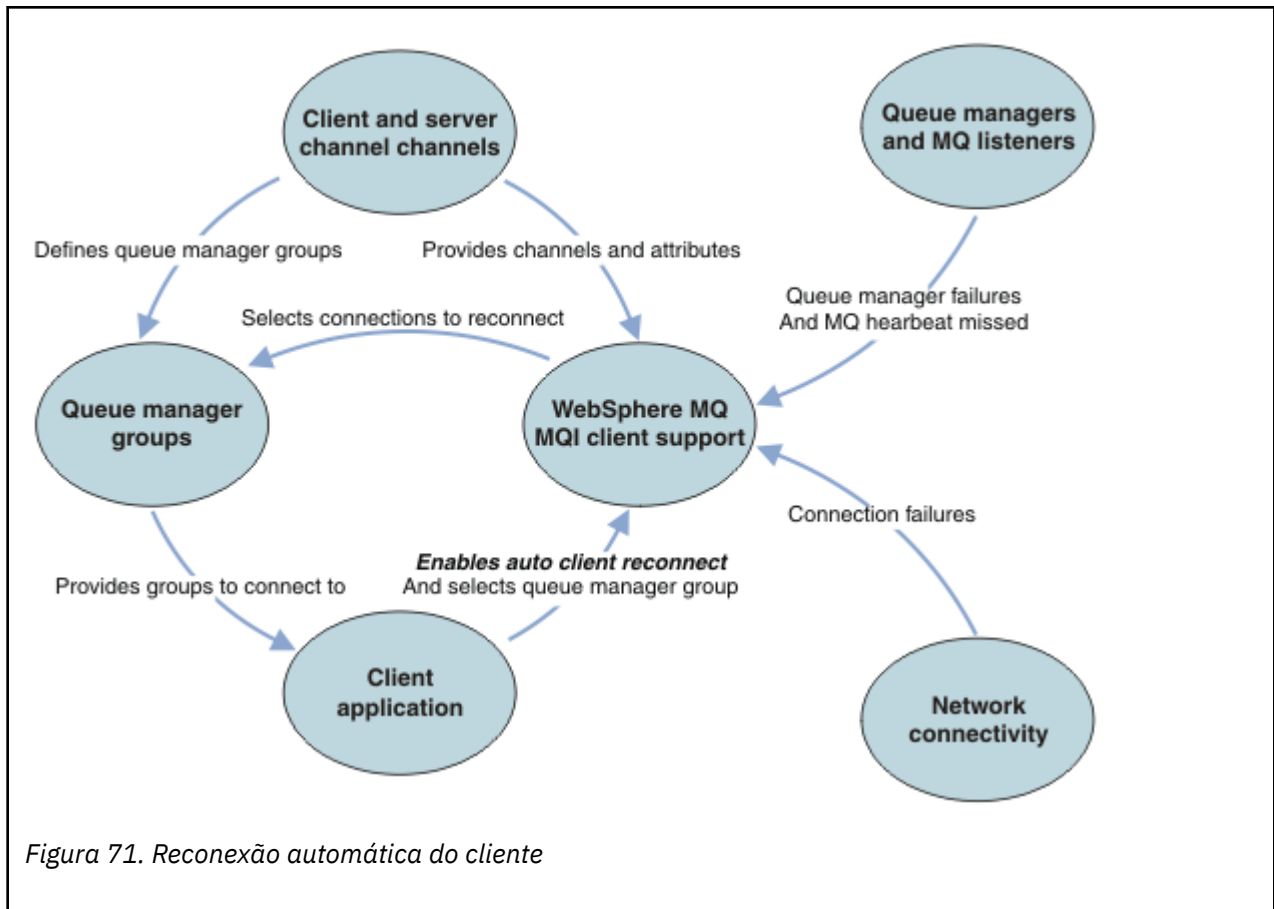 Client and server
channel channels
Queue managers
and MQ listeners
Defines queue manager groups
Provides channels and attributes
Queue manager failures
And MQ hearbeat missed
Selects connections to reconnect
Queue manager
groups
WebSphere MQ
MQI client support
Connection failures
Enables auto client reconnect
And selects queue manager group
Provides groups to connect to
Client
application
Network
connectivity
Figura 71. Reconexão automática do cliente